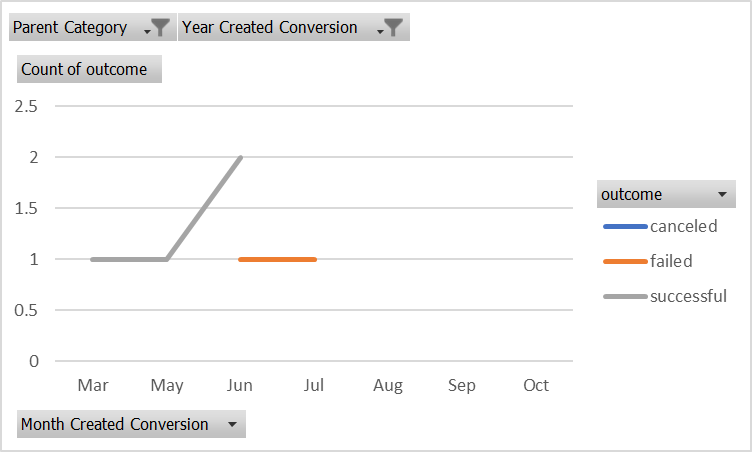 Parent Category Year Created Conversion
Count of outcome
2.5
2
1.5
1
0.5
0
Mar May Jun Jul Aug Sep Oct
outcome
canceled
failed
successful
Month Created Conversion